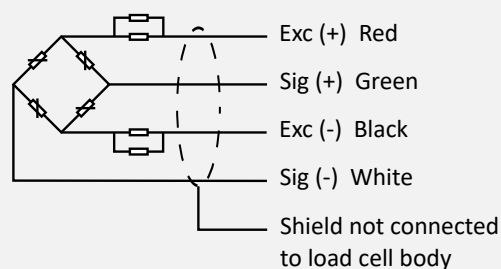 Exc (+) Red
Sig (+) Green
Exc (-) Black
Sig (-) White
Shield not connected
to load cell body